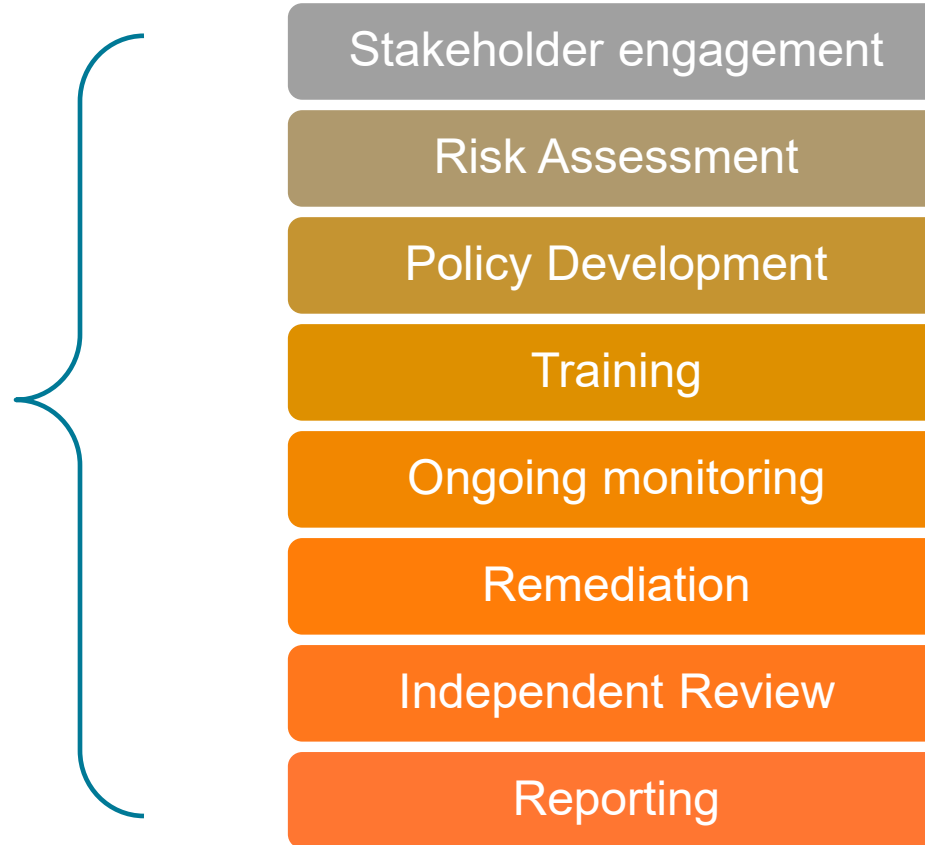 Stakeholder engagement
Risk Assessment
Policy Development
Training
Ongoing monitoring
Remediation
Independent Review
Reporting